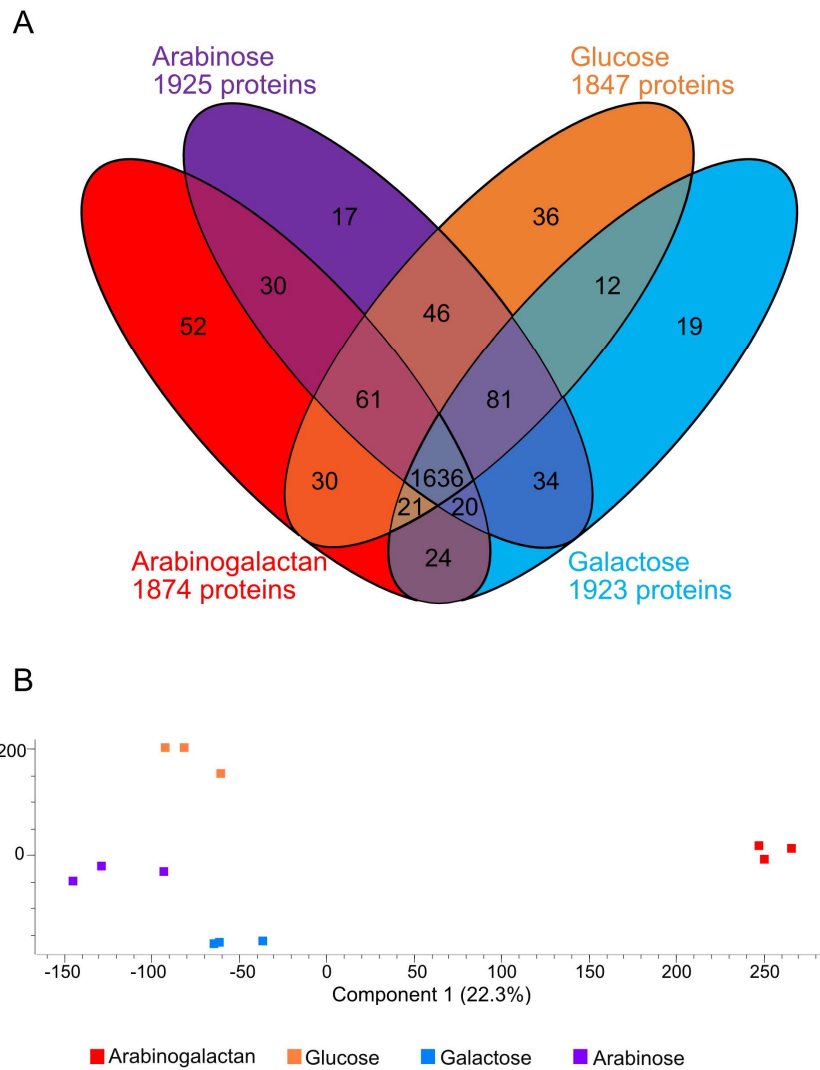 A
Arabinose
1925 proteins
Glucose
1847 proteins
17
36
30
46
12
52
19
61
81
30
1636
34
21
20
24
Arabinogalactan
1874 proteins
Galactose
1923 proteins
B
200
0
-150 -100 -50 0 50 100 150 200 250
Component 1 (22.3%)
Arabinogalactan Glucose Galactose Arabinose